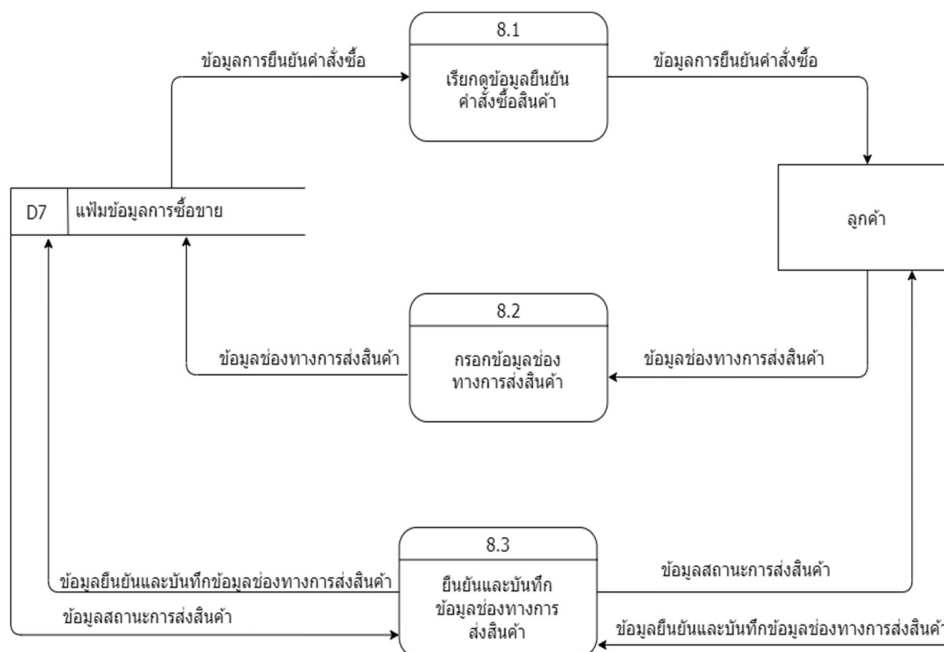 8.1
ข้อมูลการยืนยันคำสั่งซื้อ
เรียกดูข้อมูลยืนยัน
คำสั่งซื้อสินค้า
ข้อมูลการยืนยันคำสั่งซื้อ
D7
แฟ้มข้อมูลการซื้อขาย
ลูกค้า
8.2
ข้อมูลช่องทางการส่งสินค้า
กรอกข้อมูลช่อง
ทางการส่งสินค้า
ข้อมูลช่องทางการส่งสินค้า
8.3
ข้อมูลยืนยันและบันทึกข้อมูลช่องทางการส่งสินค้า
ยืนยันและบันทึก
ข้อมูลช่องทางการ
ส่งสินค้า
ข้อมูลสถานะการส่งสินค้า
ข้อมูลสถานะการส่งสินค้า
ข้อมูลยืนยันและบันทึกข้อมูลช่องทางการส่งสินค้า